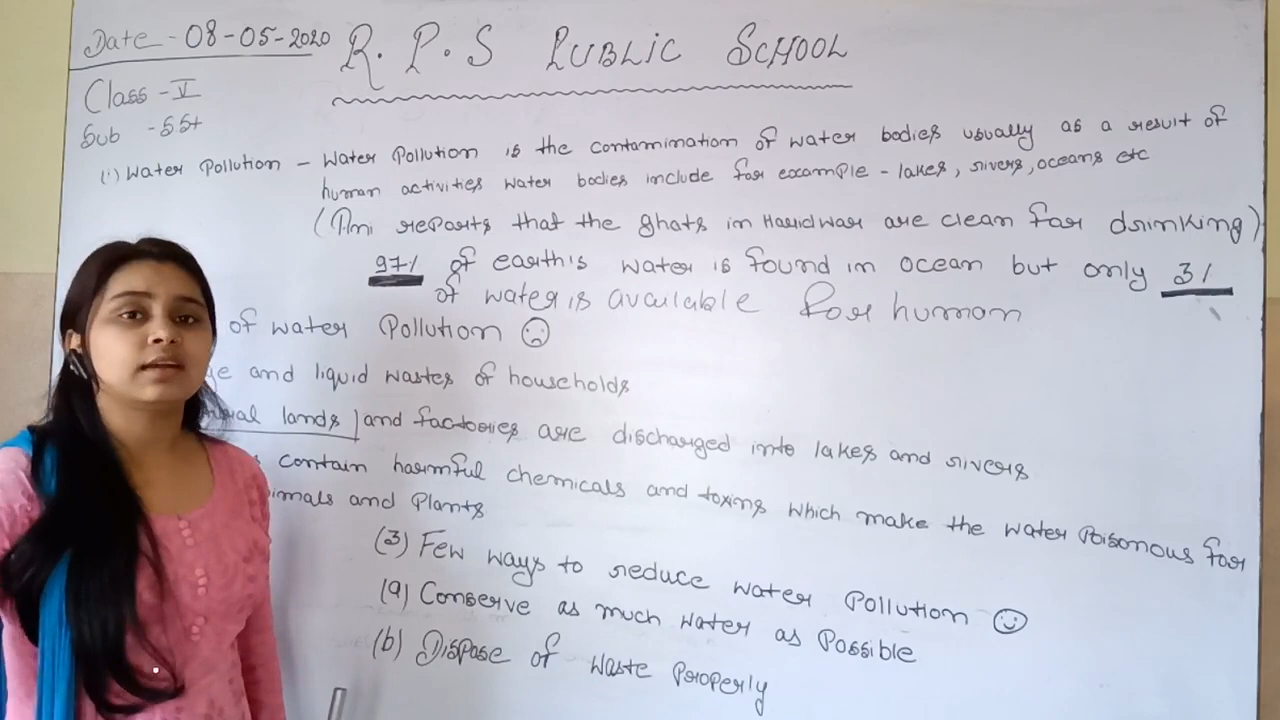 Date - 08-05-2020
R. P. S PUBLIC SCHOOL
Class - V
Sub - SSt
(1) Water Pollution - Water Pollution is the contamination of water bodies usually as a result of
human activities water bodies include for example - lakes, rivers, oceans etc
(Pmi reports that the ghats in Haridwar are clean for drinking)
97% of earth's water is found in ocean but only 3%
of water is available for human
of water Pollution ☹
and liquid wastes of households
lands) and factories are discharged into lakes and rivers
contain harmful chemicals and toxins which make the water Poisonous for
and Plants
(3) Few ways to reduce water Pollution ☺
(a) Conserve as much water as Possible
(b) Dispose of waste Properly